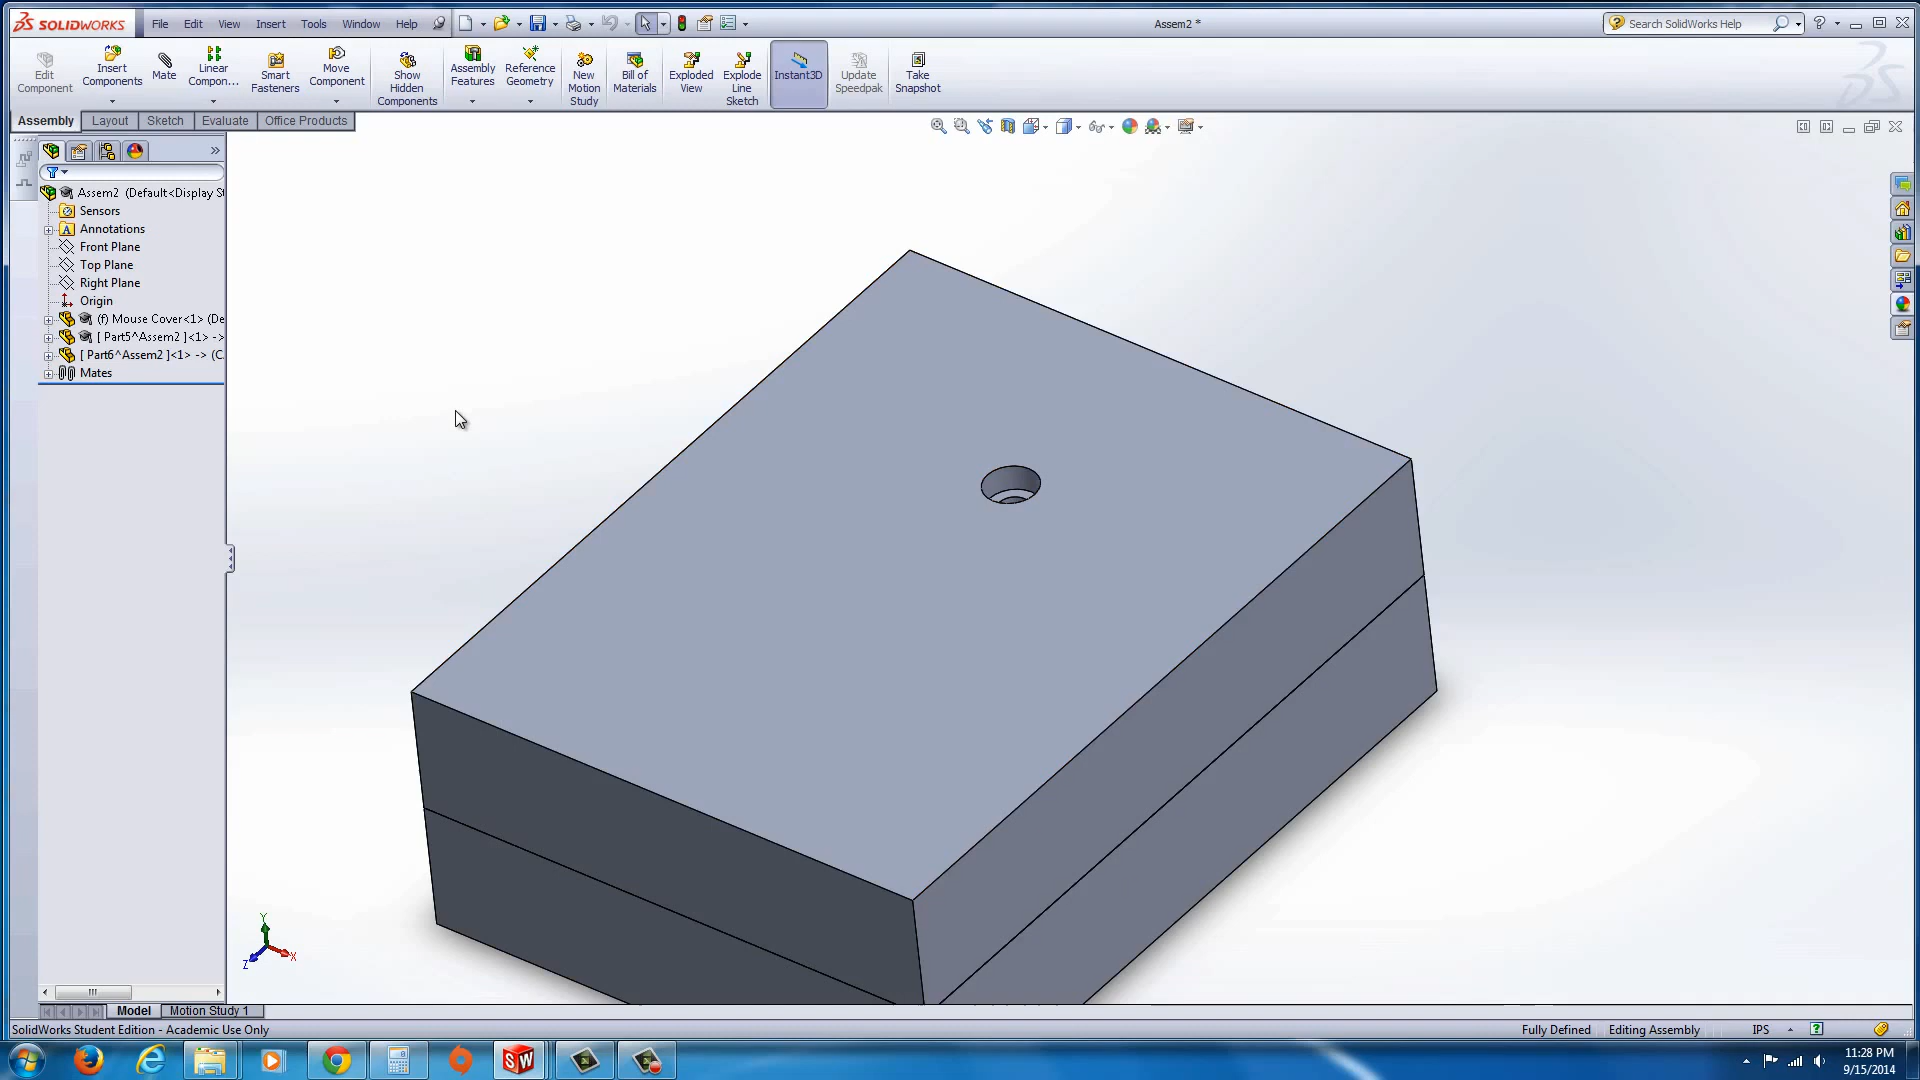 SOLIDWORKS File Edit View Insert Tools Window Help Assem2 * Search SolidWorks Help
Edit Component
Insert Components
Mate
Linear Compon...
Smart Fasteners
Move Component
Show Hidden Components
Assembly Features
Reference Geometry
New Motion Study
Bill of Materials
Exploded View
Explode Line Sketch
Instant3D
Update Speedpak
Take Snapshot
Assembly Layout Sketch Evaluate Office Products
Assem2 (Default<Display S
Sensors
Annotations
Front Plane
Top Plane
Right Plane
Origin
(f) Mouse Cover<1> (De
[ Part5^Assem2 ]<1> ->
[ Part6^Assem2 ]<1> -> (C
Mates
Y
X
Z
Model Motion Study 1
SolidWorks Student Edition - Academic Use Only Fully Defined Editing Assembly IPS
SW
11:28 PM
9/15/2014